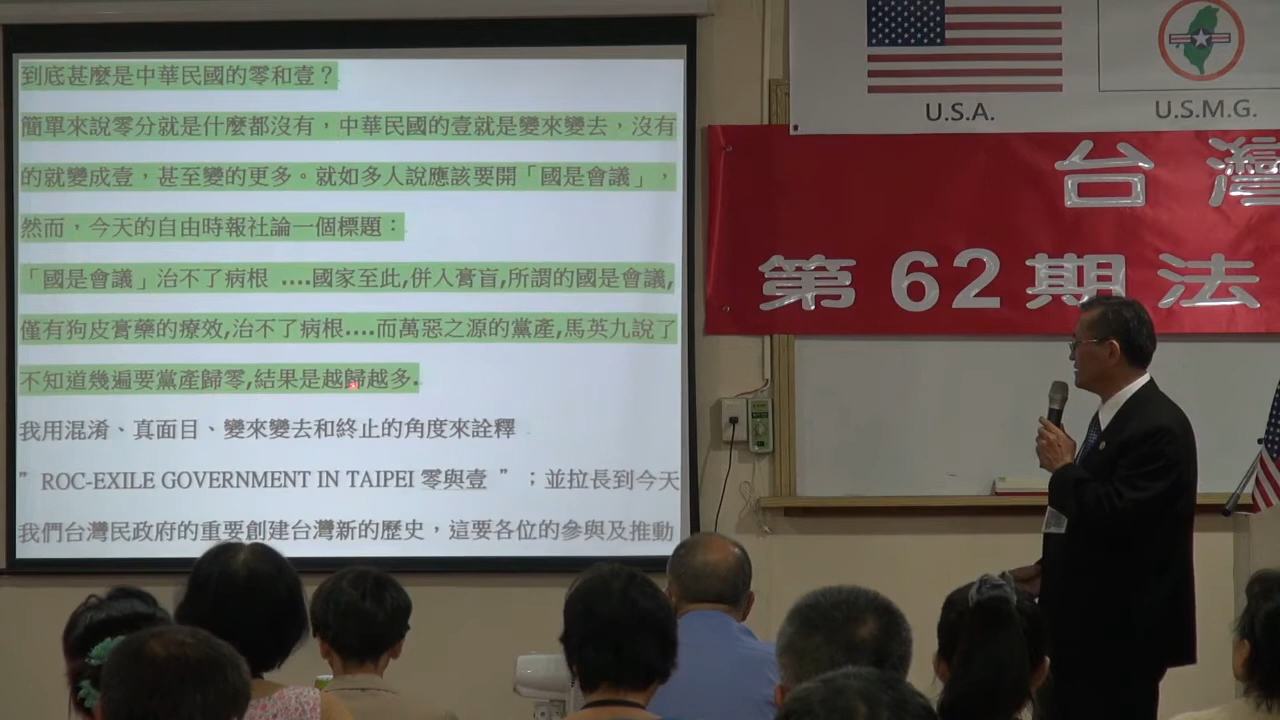 到底甚麼是中華民國的零和壹？
簡單來說零分就是什麼都沒有，中華民國的壹就是變來變去，沒有
的就變成壹，甚至變的更多。就如多人說應該要開「國是會議」，
然而，今天的自由時報社論一個標題：
「國是會議」治不了病根 ....國家至此,併入膏盲,所謂的國是會議,
僅有狗皮膏藥的療效,治不了病根....而萬惡之源的黨產,馬英九說了
不知道幾遍要黨產歸零,結果是越歸越多.
我用混淆、真面目、變來變去和終止的角度來詮釋
” ROC-EXILE GOVERNMENT IN TAIPEI 零與壹 ” ；並拉長到今天
我們台灣民政府的重要創建台灣新的歷史，這要各位的參與及推動
U.S.A.
U.S.M.G.
台灣
第62期法